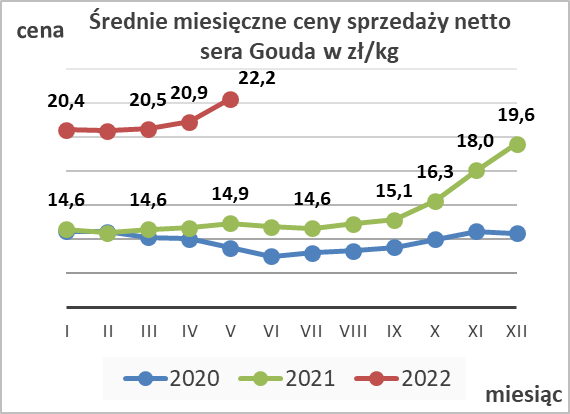 cena
Średnie miesięczne ceny sprzedaży netto
sera Gouda w zł/kg
20,4 20,5 20,9 22,2
14,6 14,6 14,9 14,6 15,1 16,3 18,0 19,6
I II III IV V VI VII VIII IX X XI XII
2020 2021 2022
miesiąc